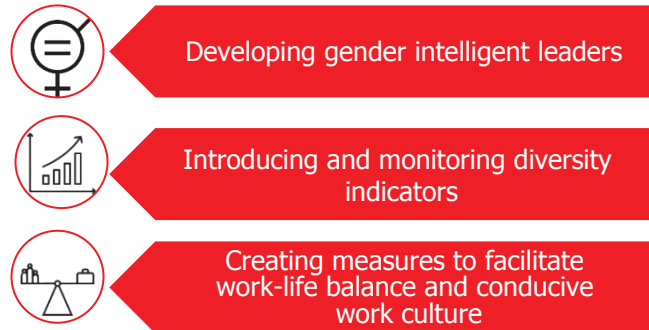 Developing gender intelligent leaders
Introducing and monitoring diversity
indicators
Creating measures to facilitate
work-life balance and conducive
work culture